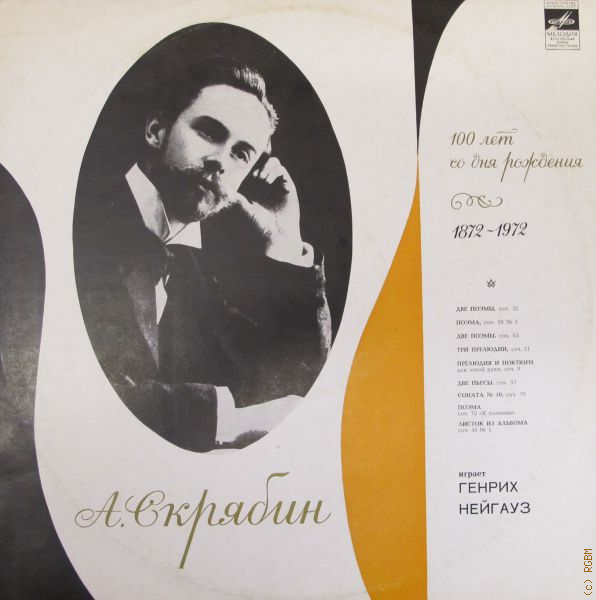 МЕЛОДИЯ
100 лет
со дня рождения
1872-1972
ДВЕ ПОЭМЫ, соч. 32
ПОЭМА, соч. 59 № 1
ДВЕ ПОЭМЫ, соч. 63
ТРИ ПРЕЛЮДИИ, соч. 11
ПРЕЛЮДИЯ И НОКТЮРН
для левой руки, соч. 9
ДВЕ ПЬЕСЫ, соч. 57
СОНАТА № 10, соч. 70
ПОЭМА
соч. 72 «К пламени»
ЛИСТОК ИЗ АЛЬБОМА
соч. 45 № 1
играет
ГЕНРИХ
НЕЙГАУЗ
А. Скрябин
(c) RGBM